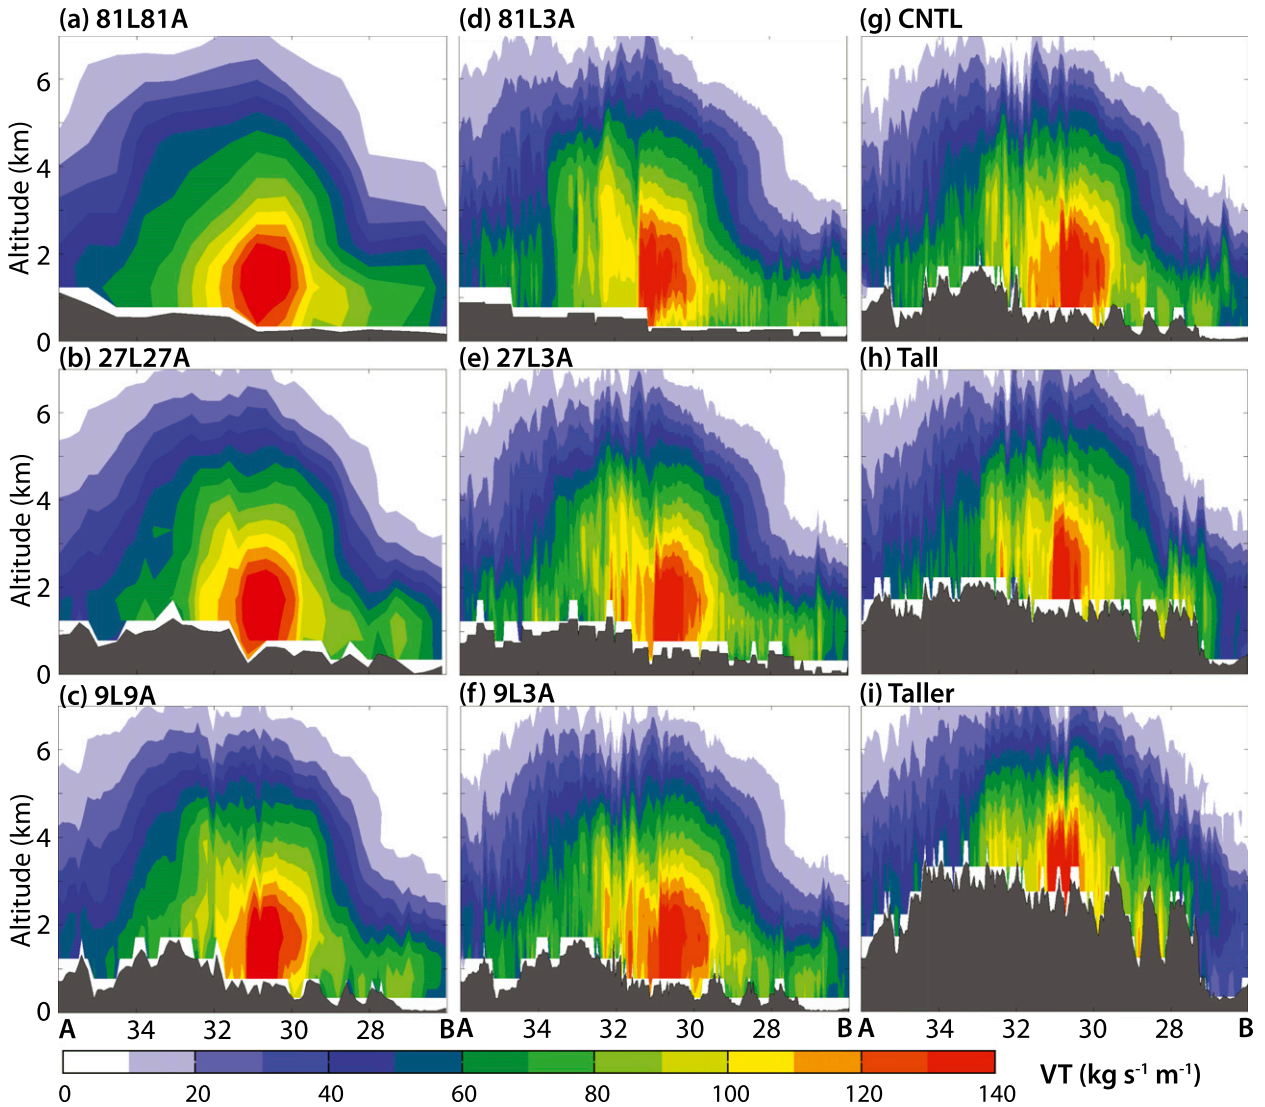 (a) 81L81A (d) 81L3A (g) CNTL
6
4
2
0
Altitude (km)
(b) 27L27A (e) 27L3A (h) Tall
6
4
2
0
Altitude (km)
(c) 9L9A (f) 9L3A (i) Taller
6
4
2
0
Altitude (km)
A 34 32 30 28 B A 34 32 30 28 B A 34 32 30 28 B
0 20 40 60 80 100 120 140
VT (kg s-1 m-1)